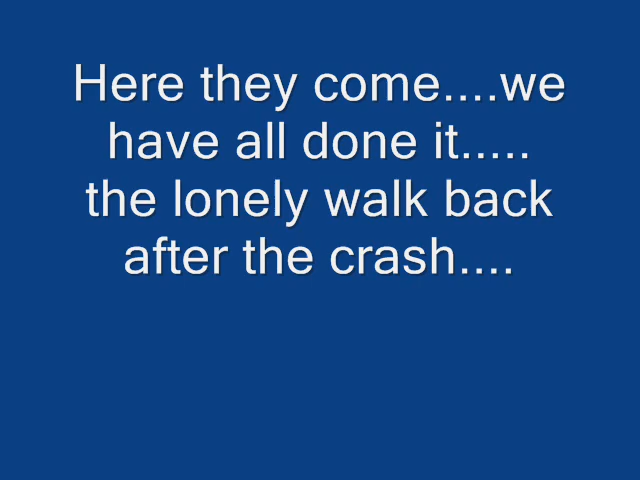 Here they come....we
have all done it.....
the lonely walk back
after the crash....